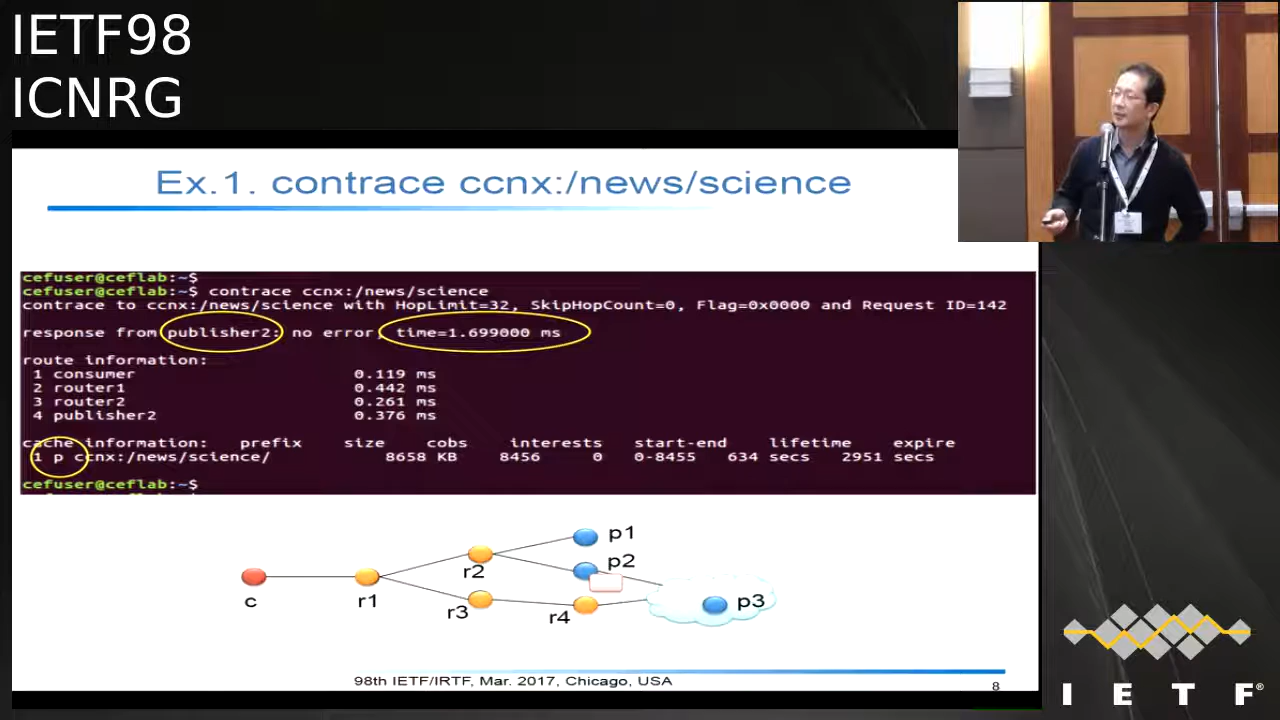 IETF98
ICNRG
Ex.1. contrace ccnx:/news/science
cefuser@ceflab:~$
cefuser@ceflab:~$ contrace ccnx:/news/science
contrace to ccnx:/news/science with HopLimit=32, SkipHopCount=0, Flag=0x0000 and Request ID=142
response from publisher2: no error, time=1.699000 ms
route information:
1 consumer 0.119 ms
2 router1 0.442 ms
3 router2 0.261 ms
4 publisher2 0.376 ms
cache information: prefix size cobs interests start-end lifetime expire
1 p ccnx:/news/science/ 8658 KB 8456 0 0-8455 634 secs 2951 secs
cefuser@ceflab:~$
p1
p2
r2
c
r1
r3
r4
p3
98th IETF/IRTF, Mar. 2017, Chicago, USA
8
I E T F®